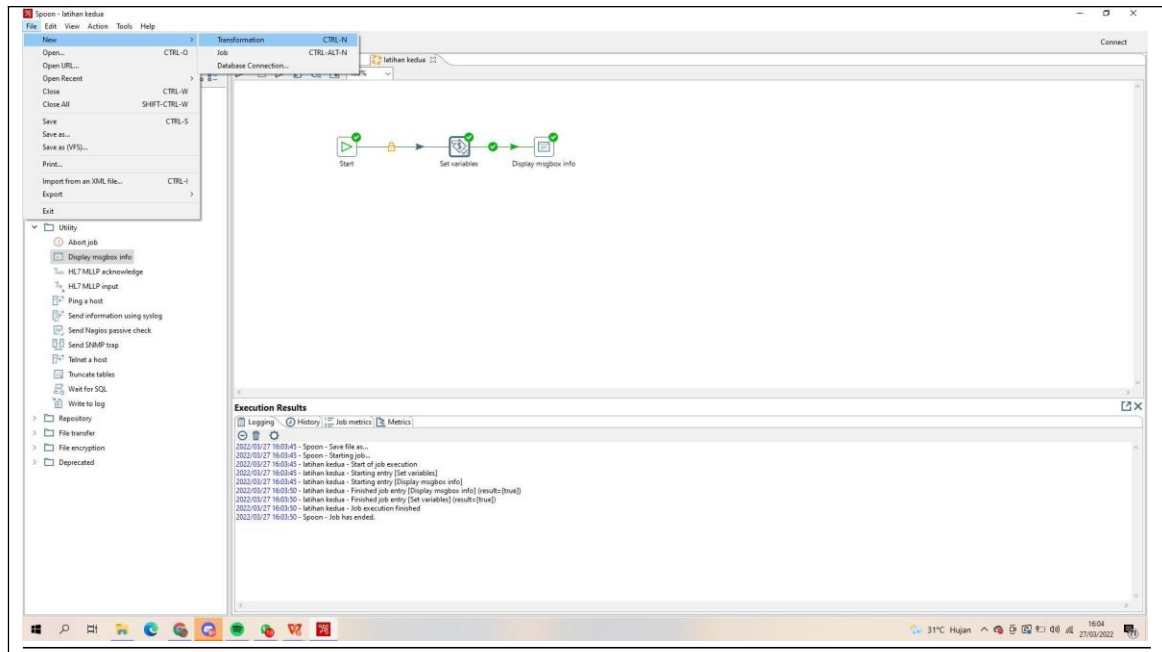 Spoon - latihan kedua
File Edit View Action Tools Help
Connect
New
Open... CTRL-O
Open URL...
Open Recent
Close CTRL-W
Close All SHIFT-CTRL-W
Save CTRL-S
Save as...
Save as (VFS)...
Print...
Import from an XML file... CTRL-I
Export
Exit
Transformation CTRL-N
Job CTRL-ALT-N
Database Connection...
latihan kedua
Start
Set variables
Display msgbox info
Utility
Abort job
Display msgbox info
HL7 MLLP acknowledge
HL7 MLLP input
Ping a host
Send information using syslog
Send Nagios passive check
Send SNMP trap
Telnet a host
Truncate tables
Wait for SQL
Write to log
Repository
File transfer
File encryption
Deprecated
Execution Results
Logging History Job metrics Metrics
2022/03/27 16:03:45 - Spoon - Save file as...
2022/03/27 16:03:45 - Spoon - Starting job...
2022/03/27 16:03:45 - latihan kedua - Start of job execution
2022/03/27 16:03:45 - latihan kedua - Starting entry [Set variables]
2022/03/27 16:03:45 - latihan kedua - Starting entry [Display msgbox info]
2022/03/27 16:03:50 - latihan kedua - Finished job entry [Display msgbox info] (result=[true])
2022/03/27 16:03:50 - latihan kedua - Finished job entry [Set variables] (result=[true])
2022/03/27 16:03:50 - latihan kedua - Job execution finished
2022/03/27 16:03:50 - Spoon - Job has ended.
31°C Hujan
16:04
27/03/2022